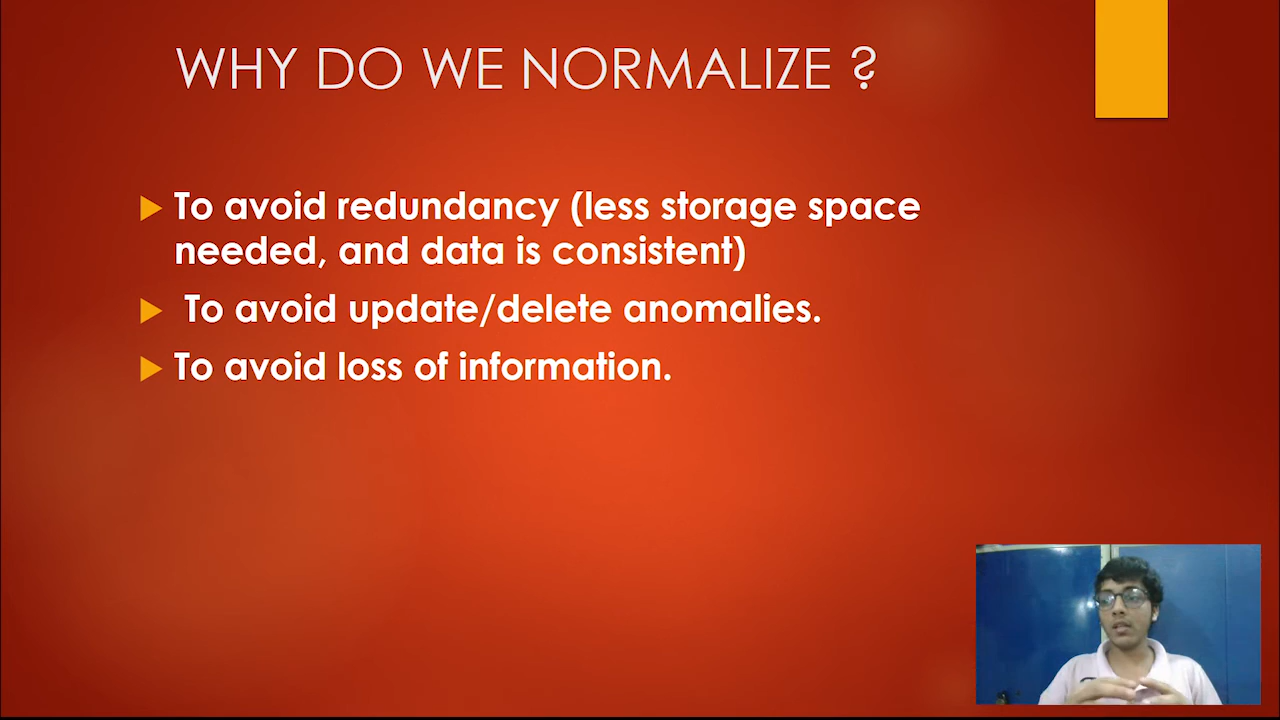 WHY DO WE NORMALIZE ?
To avoid redundancy (less storage space
needed, and data is consistent)
To avoid update/delete anomalies.
To avoid loss of information.